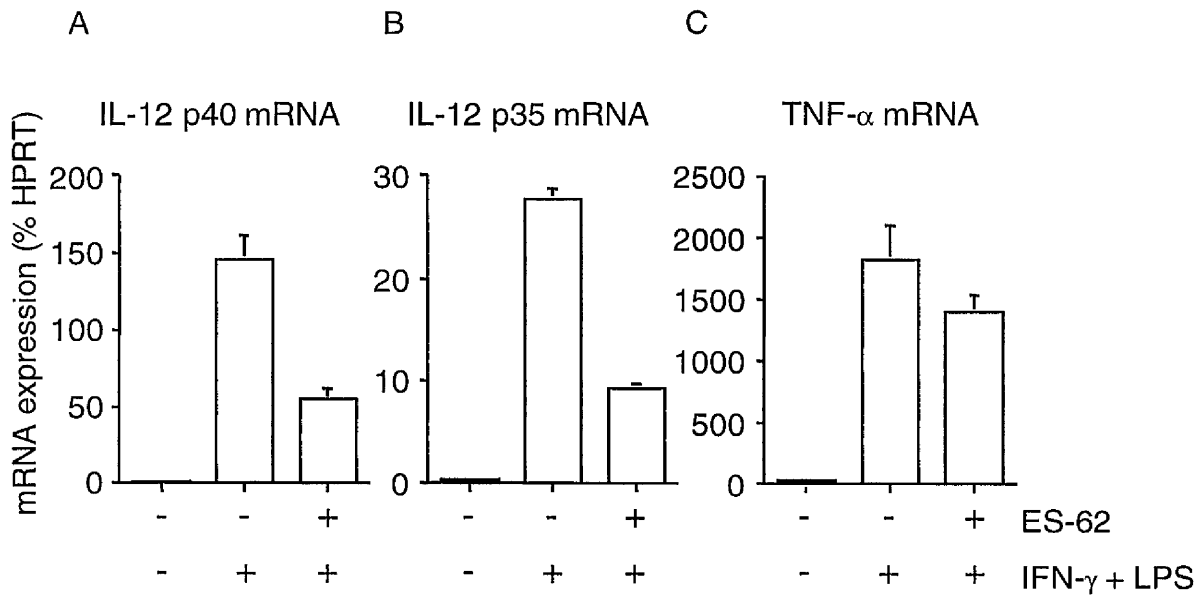 A
B
C
IL-12 p40 mRNA
IL-12 p35 mRNA
TNF-α mRNA
mRNA expression (% HPRT)
200
150
100
50
0
30
20
10
0
2500
2000
1500
1000
500
0
- - + - - + - - + ES-62
- + + - + + - + + IFN-γ + LPS